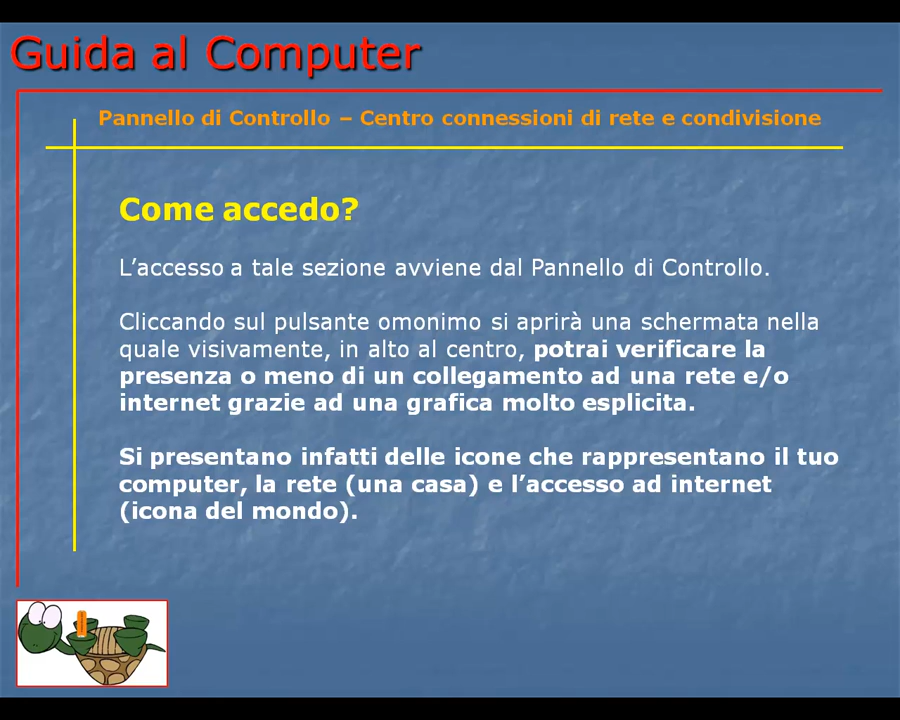 Guida al Computer
Pannello di Controllo – Centro connessioni di rete e condivisione
Come accedo?
L’accesso a tale sezione avviene dal Pannello di Controllo.
Cliccando sul pulsante omonimo si aprirà una schermata nella
quale visivamente, in alto al centro, potrai verificare la
presenza o meno di un collegamento ad una rete e/o
internet grazie ad una grafica molto esplicita.
Si presentano infatti delle icone che rappresentano il tuo
computer, la rete (una casa) e l’accesso ad internet
(icona del mondo).